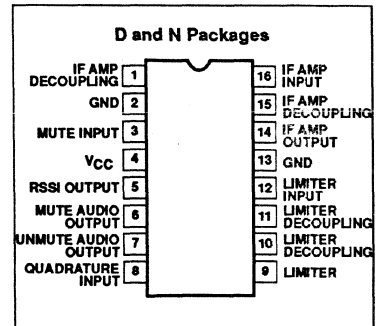 D and N Packages
IF AMP
DECOUPLING 1
GND 2
MUTE INPUT 3
VCC 4
RSSI OUTPUT 5
MUTE AUDIO
OUTPUT 6
UNMUTE AUDIO
OUTPUT 7
QUADRATURE
INPUT 8
16 IF AMP
INPUT
15 IF AMP
DECOUPLING
14 IF AMP
OUTPUT
13 GND
12 LIMITER
INPUT
11 LIMITER
DECOUPLING
10 LIMITER
DECOUPLING
9 LIMITER